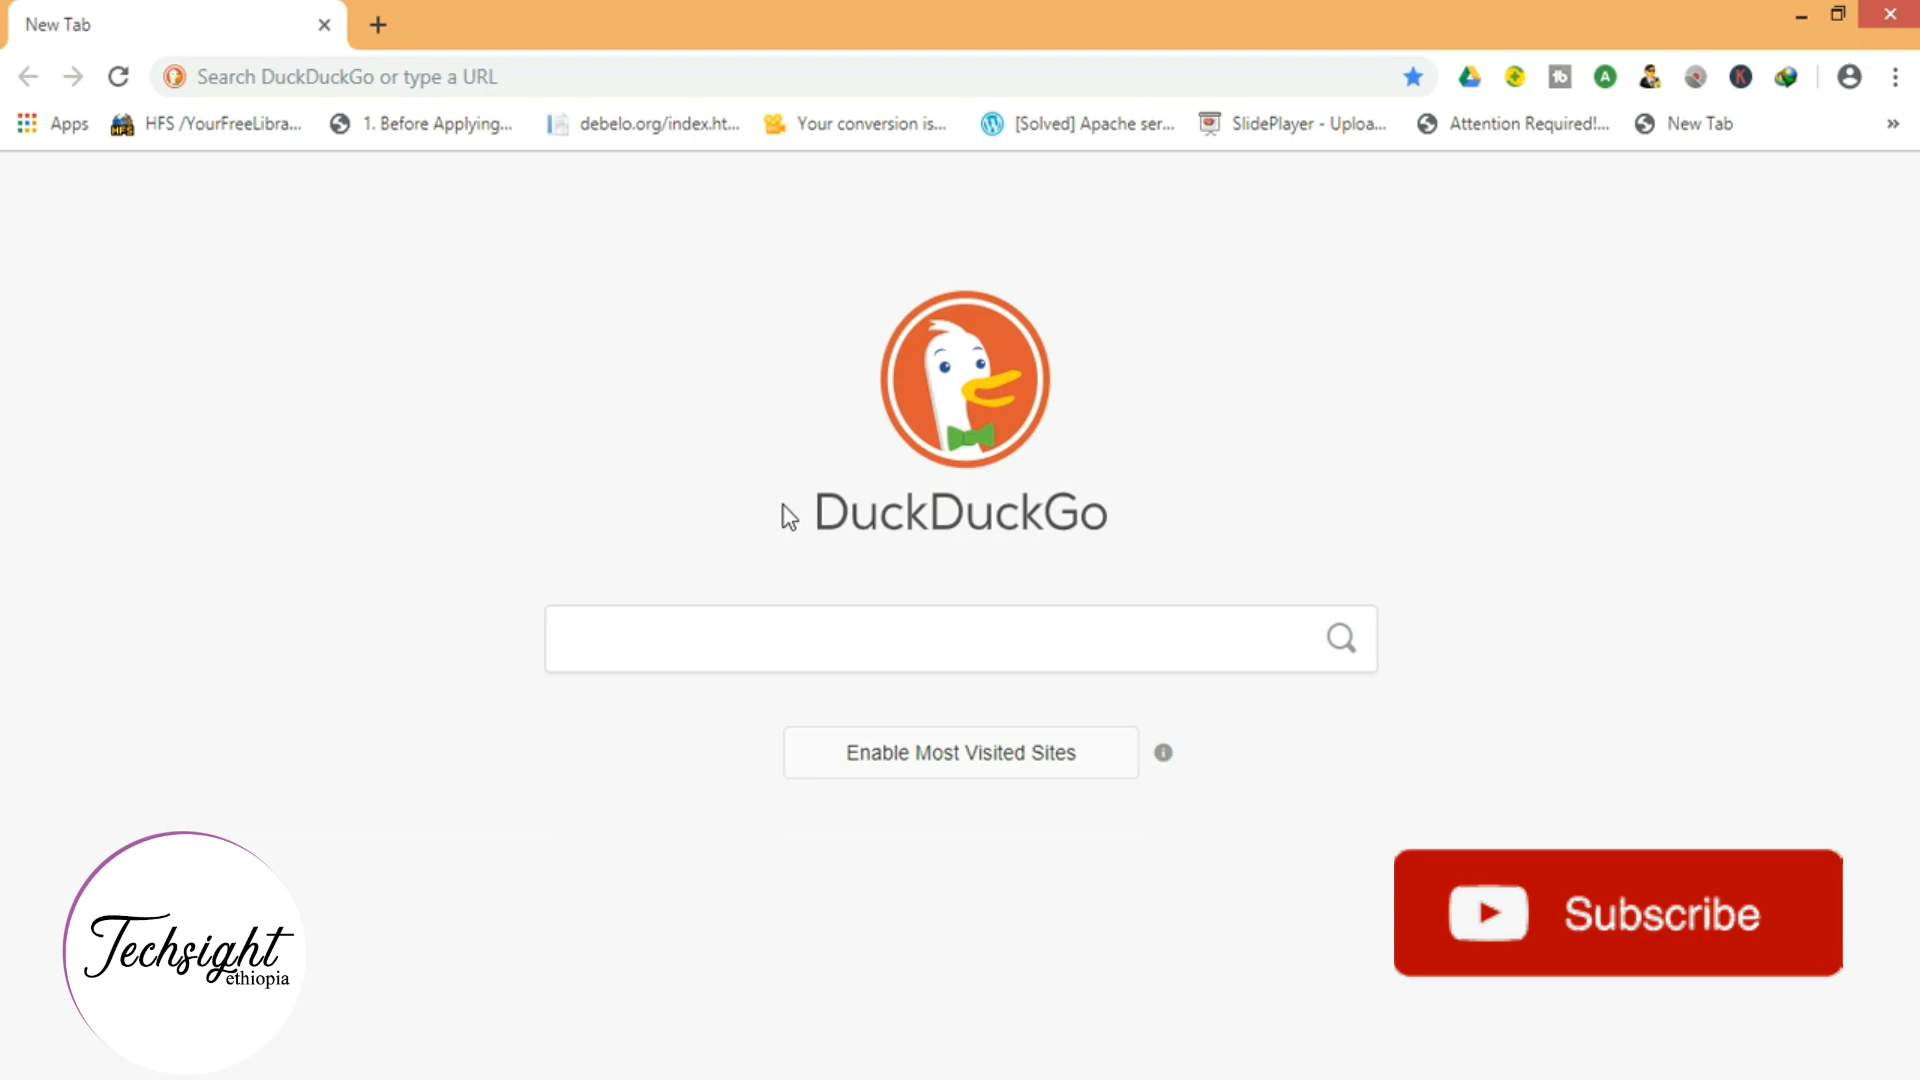 New Tab
Search DuckDuckGo or type a URL
Apps
HFS /YourFreeLibra...
1. Before Applying...
debelo.org/index.ht...
Your conversion is...
[Solved] Apache ser...
SlidePlayer - Uploa...
Attention Required!...
New Tab
DuckDuckGo
Enable Most Visited Sites
Techsight
ethiopia
Subscribe